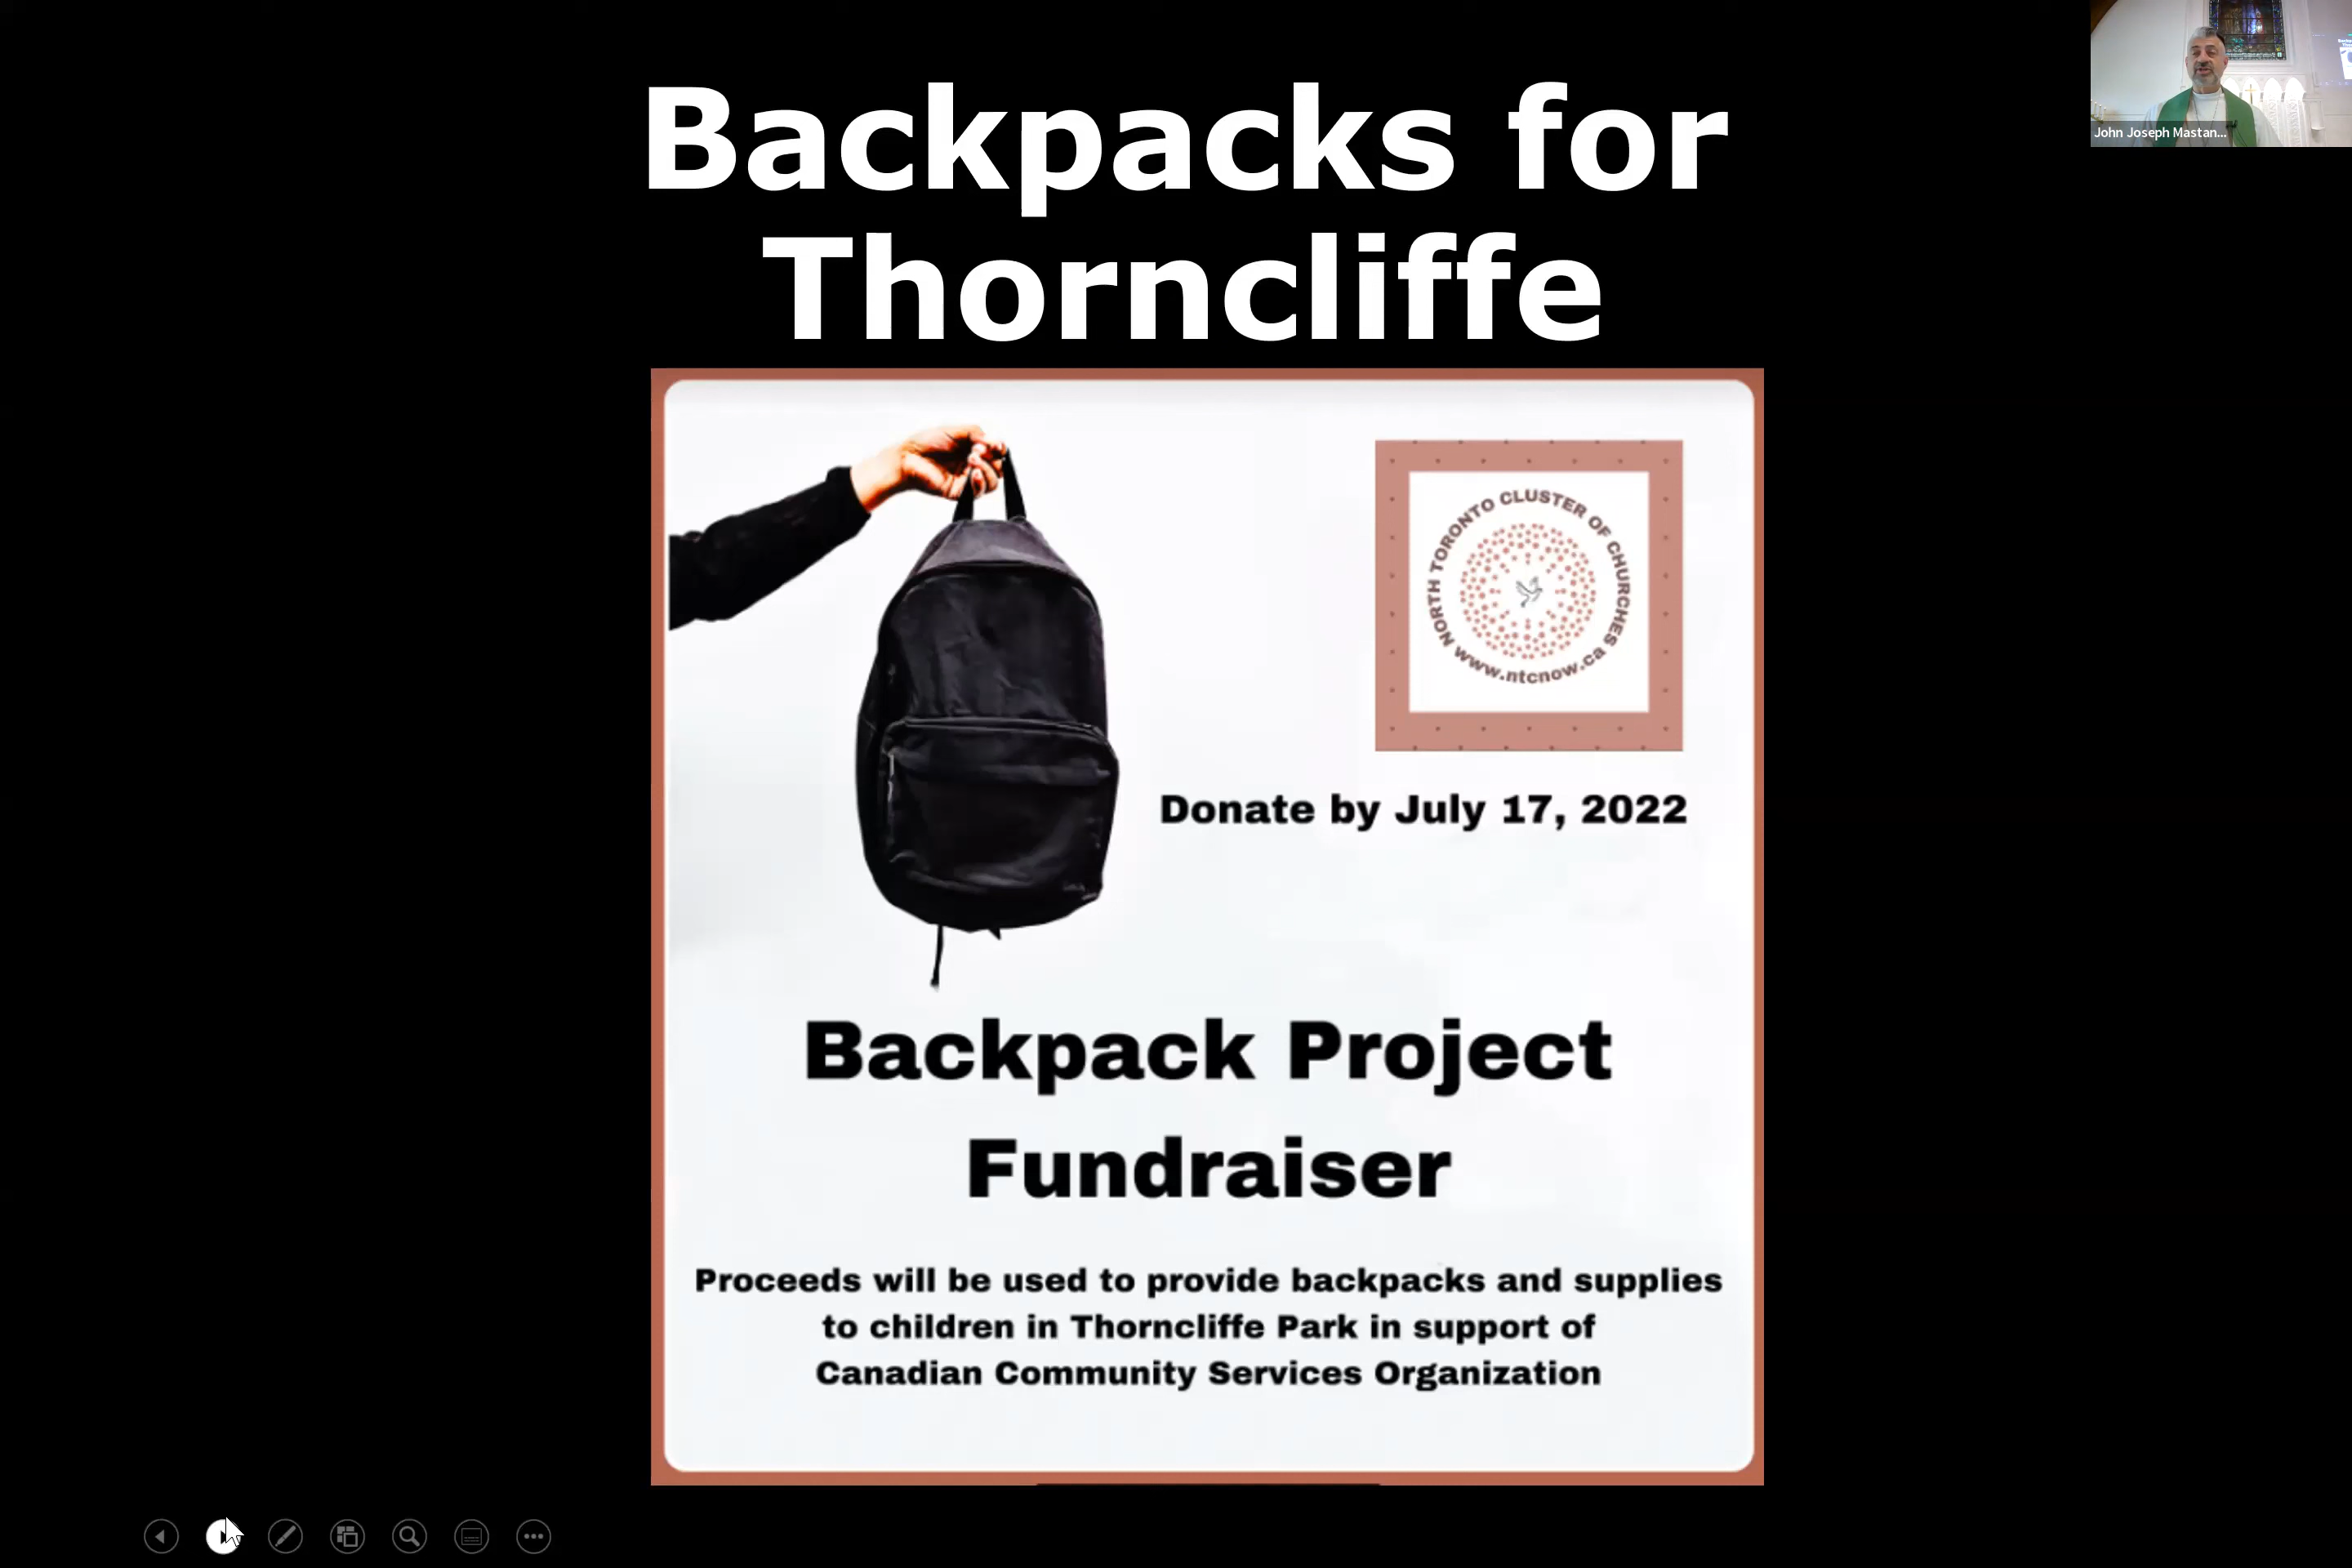 Backpacks for
Thorncliffe
John Joseph Mastan...
NORTH TORONTO CLUSTER OF CHURCHES
www.ntcnow.ca
Donate by July 17, 2022
Backpack Project
Fundraiser
Proceeds will be used to provide backpacks and supplies
to children in Thorncliffe Park in support of
Canadian Community Services Organization